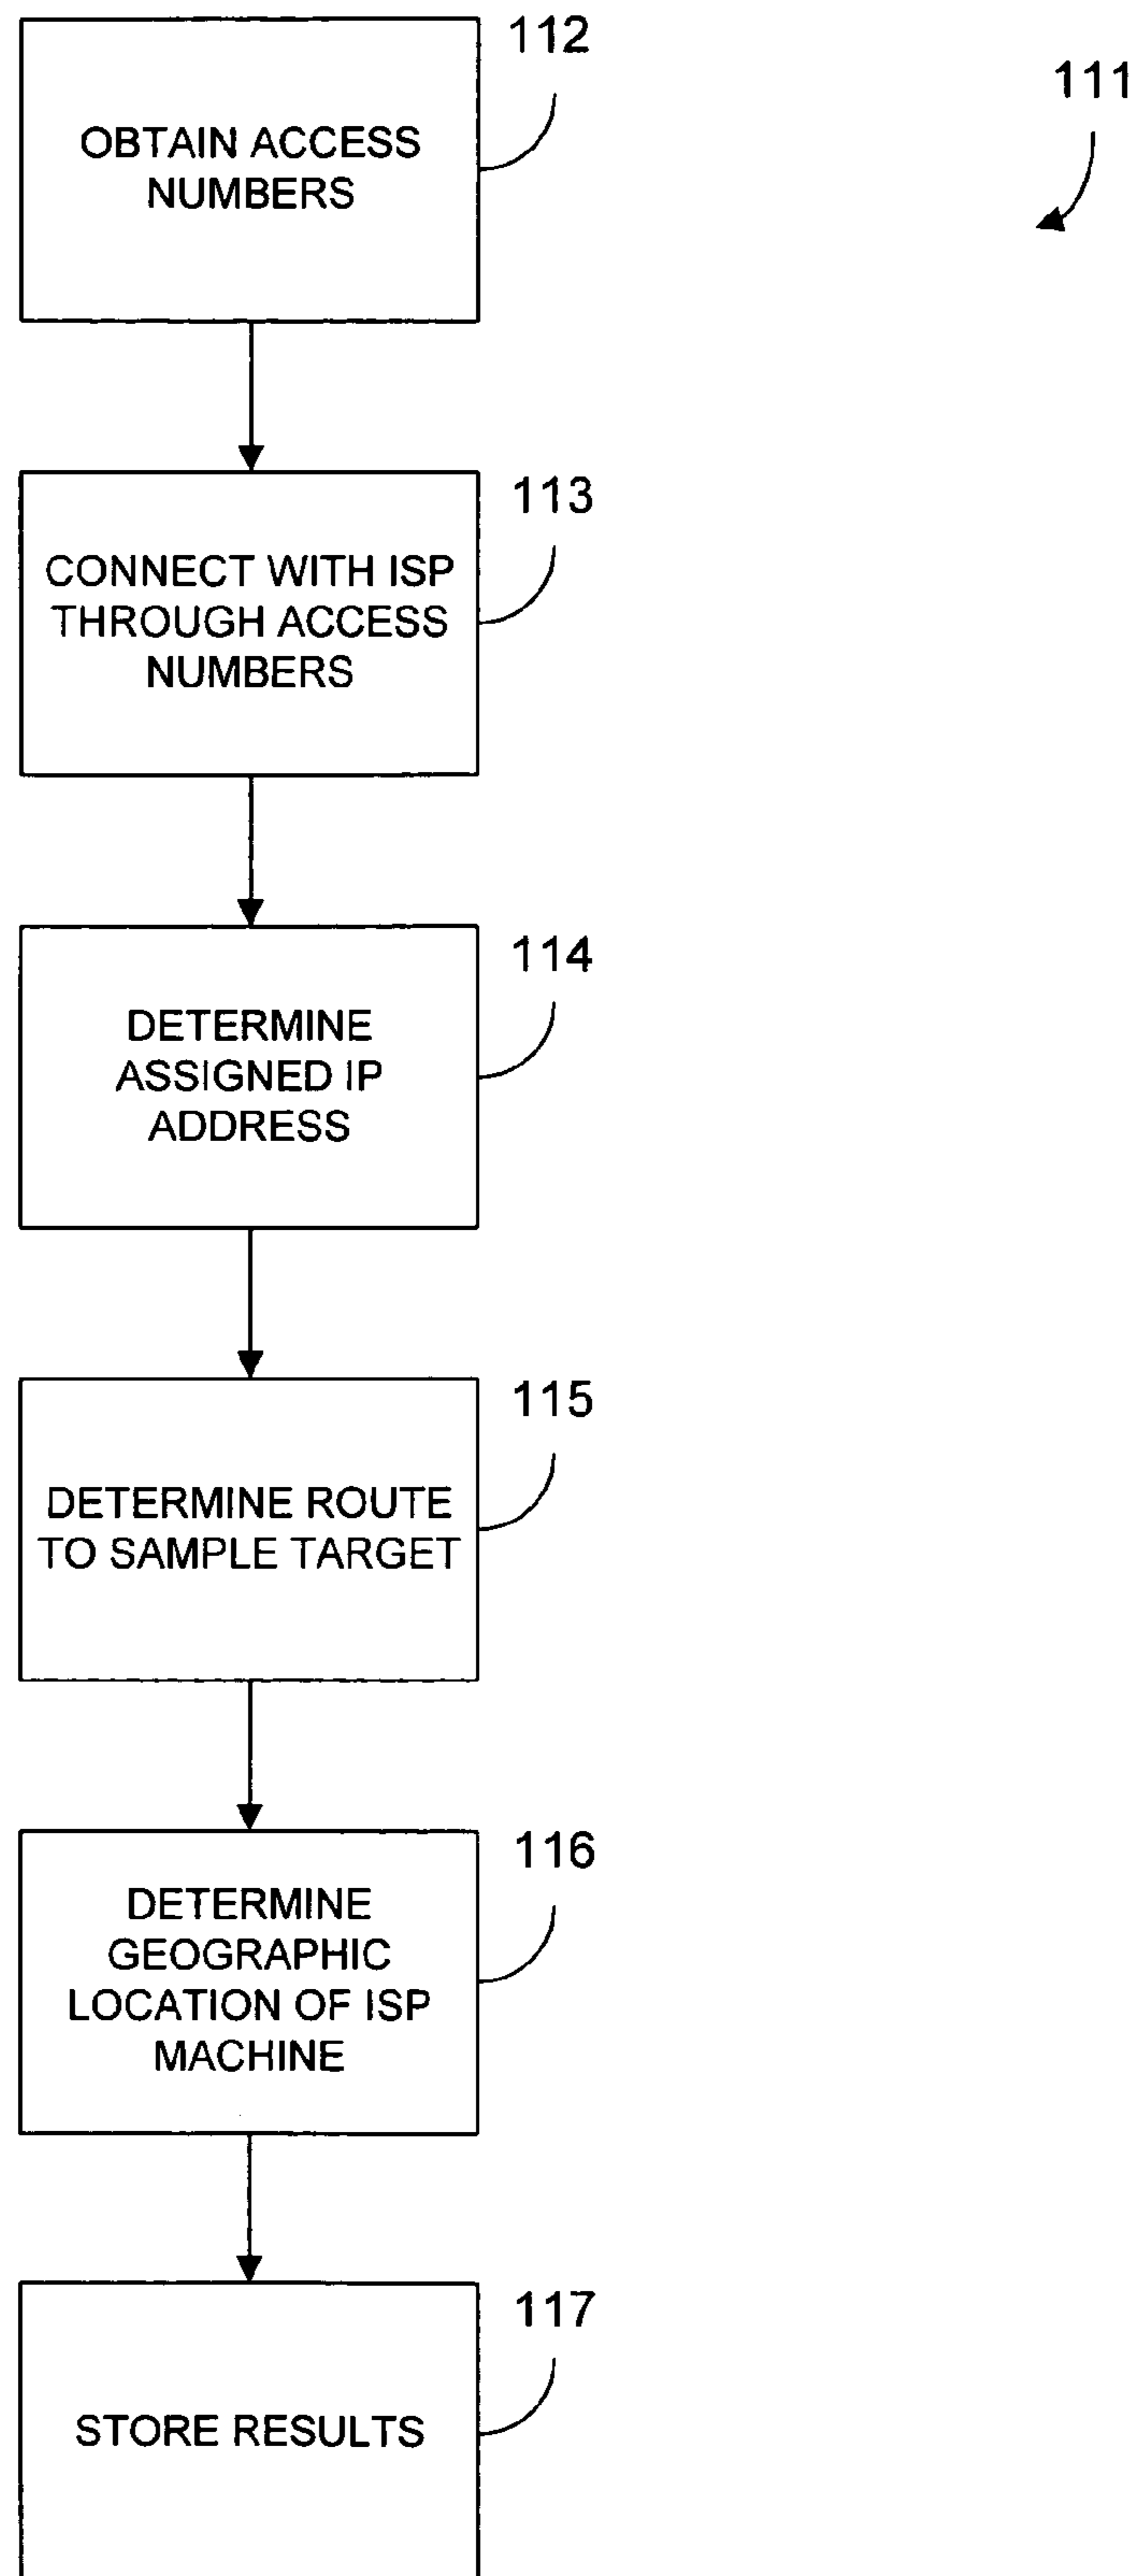 112
111
OBTAIN ACCESS
NUMBERS
113
CONNECT WITH ISP
THROUGH ACCESS
NUMBERS
114
DETERMINE
ASSIGNED IP
ADDRESS
115
DETERMINE ROUTE
TO SAMPLE TARGET
116
DETERMINE
GEOGRAPHIC
LOCATION OF ISP
MACHINE
117
STORE RESULTS